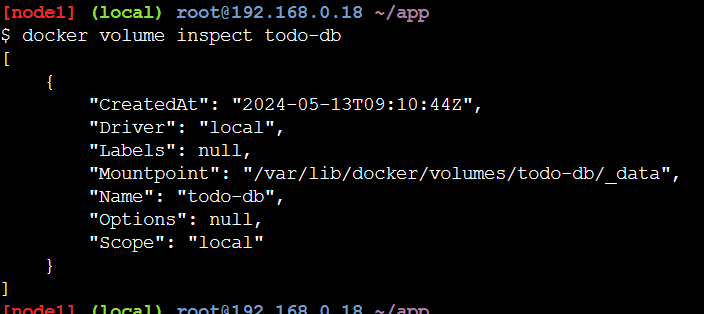 [node1] (local) root@192.168.0.18 ~/app
$ docker volume inspect todo-db
[
    {
        "CreatedAt": "2024-05-13T09:10:44Z",
        "Driver": "local",
        "Labels": null,
        "Mountpoint": "/var/lib/docker/volumes/todo-db/_data",
        "Name": "todo-db",
        "Options": null,
        "Scope": "local"
    }
]
[node1] (local) root@192.168.0.18 ~/app